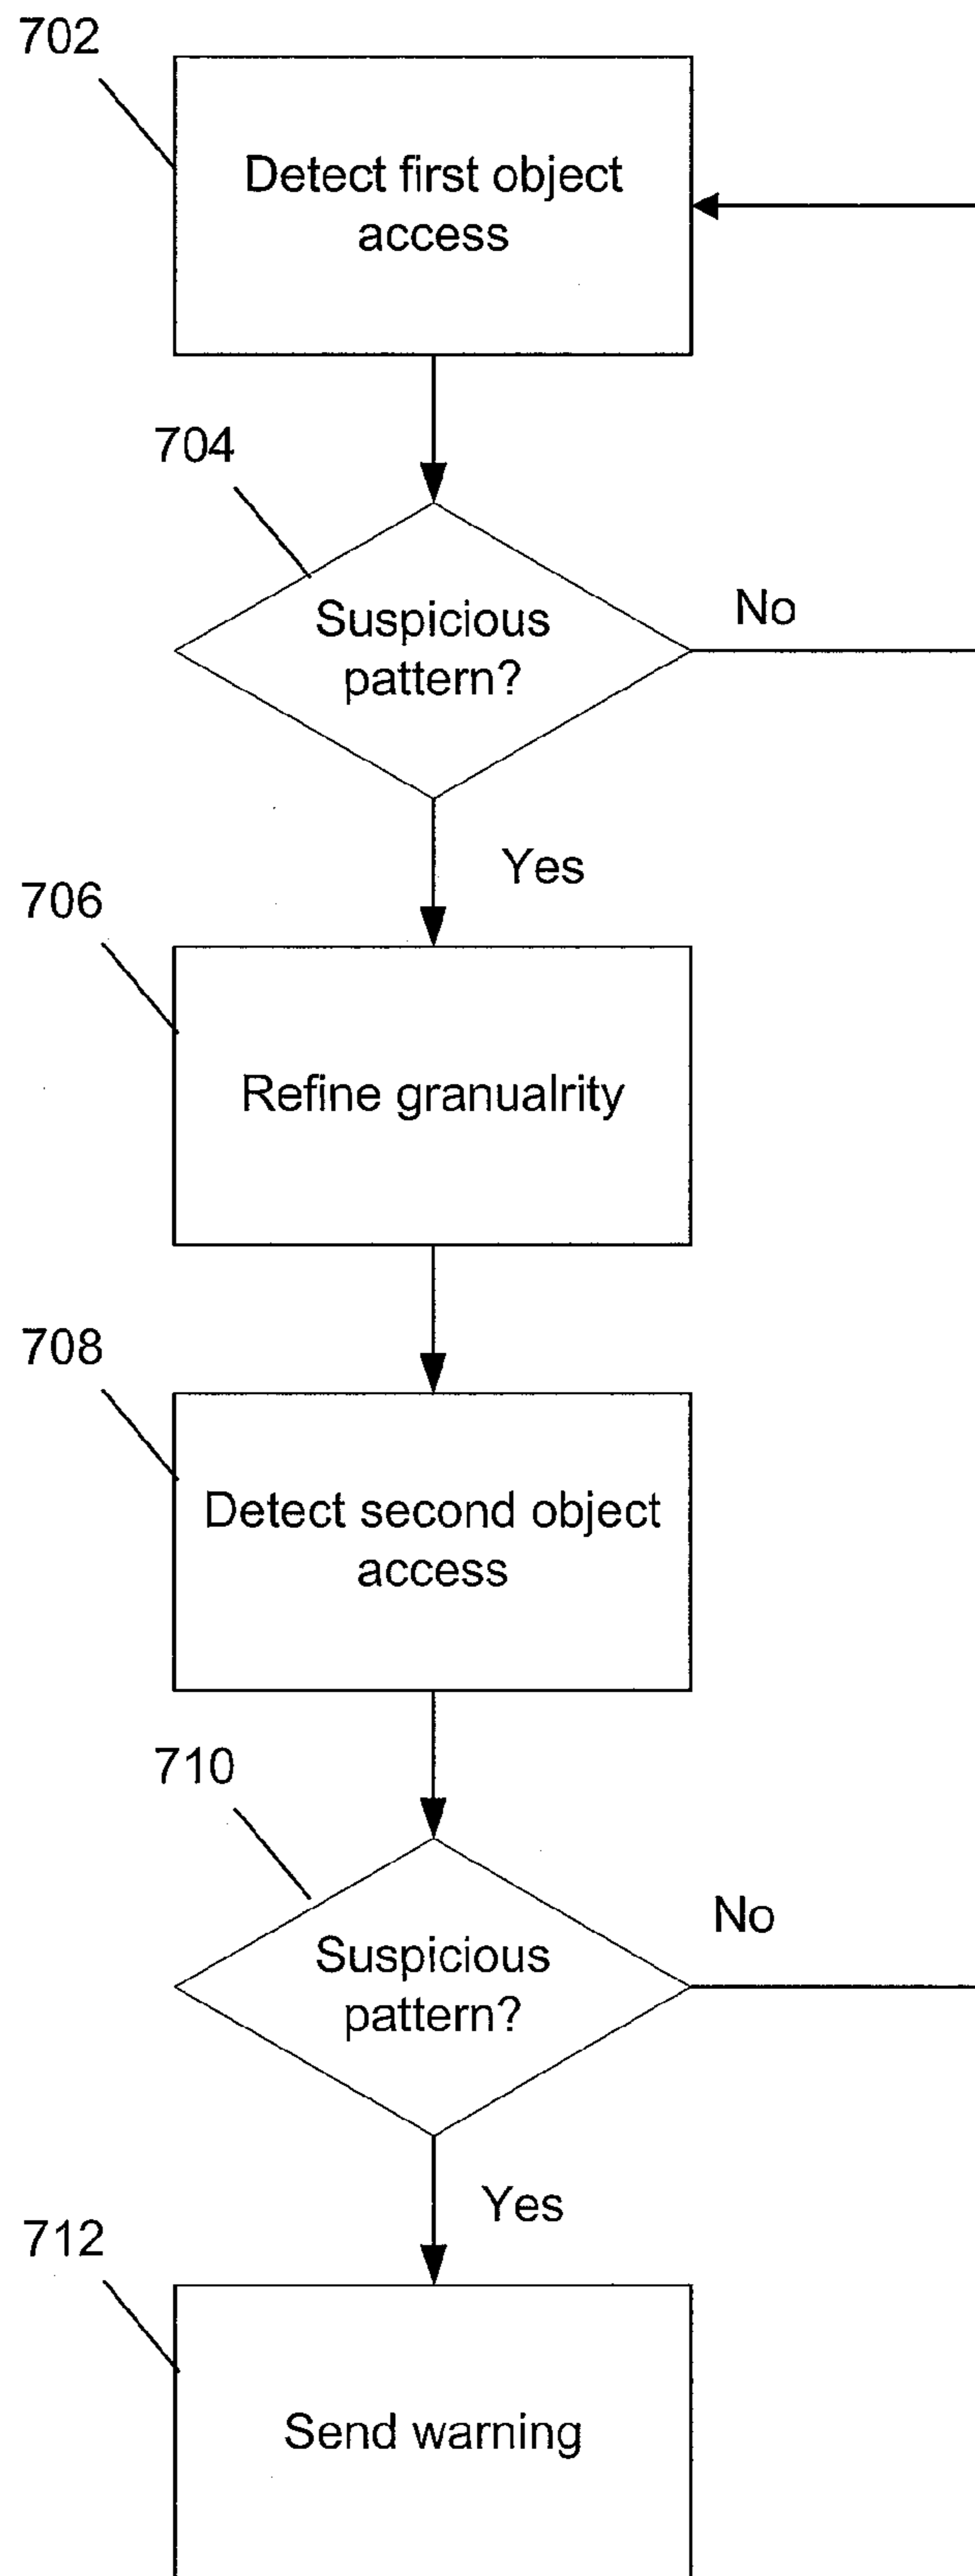 702
Detect first object
access
704
Suspicious
pattern?
No
Yes
706
Refine granualrity
708
Detect second object
access
710
Suspicious
pattern?
No
Yes
712
Send warning